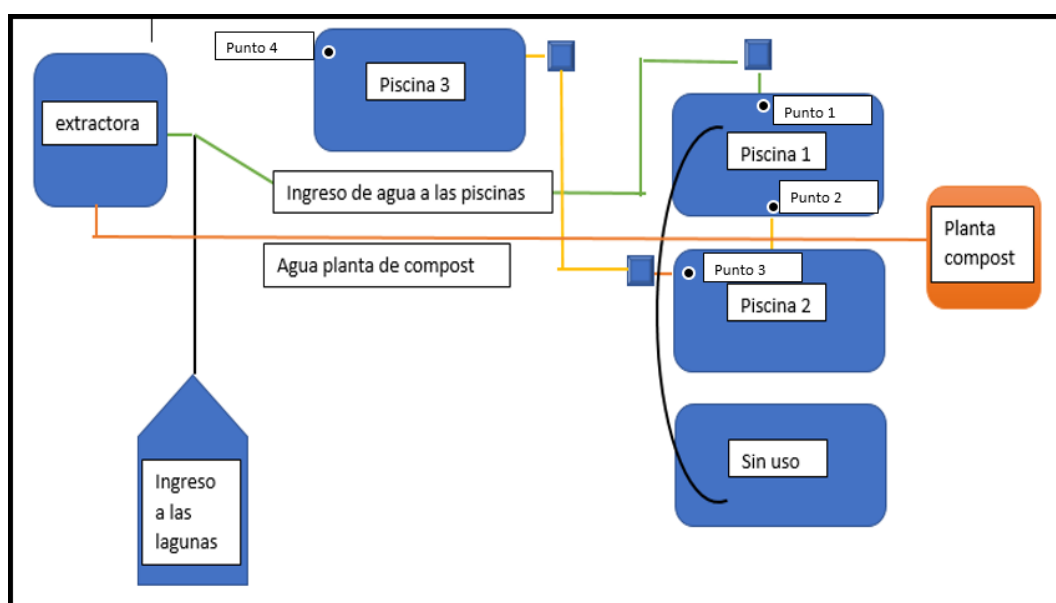 Punto 4
Piscina 3
extractora
Punto 1
Piscina 1
Ingreso de agua a las piscinas
Punto 2
Planta
compost
Agua planta de compost
Punto 3
Piscina 2
Sin uso
Ingreso
a las
lagunas